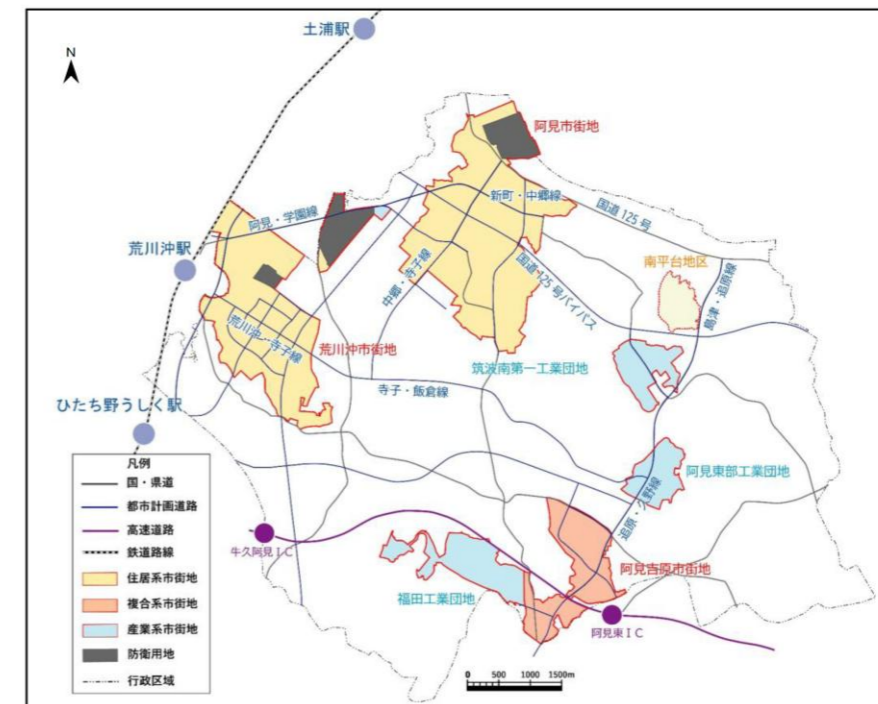 土浦駅
N
阿見市街地
新町・中郷線
国道125号
阿見・学園線
荒川沖駅
中郷・寺子線
国道125号バイパス
南平台地区
島津・追原線
荒川沖・寺子線
荒川沖市街地
筑波南第一工業団地
寺子・飯倉線
ひたち野うしく駅
阿見東部工業団地
追原・久野線
牛久阿見IC
阿見吉原市街地
福田工業団地
阿見東IC
凡例
国・県道
都市計画道路
高速道路
鉄道路線
住居系市街地
複合系市街地
産業系市街地
防衛用地
行政区域
0 500 1000 1500m